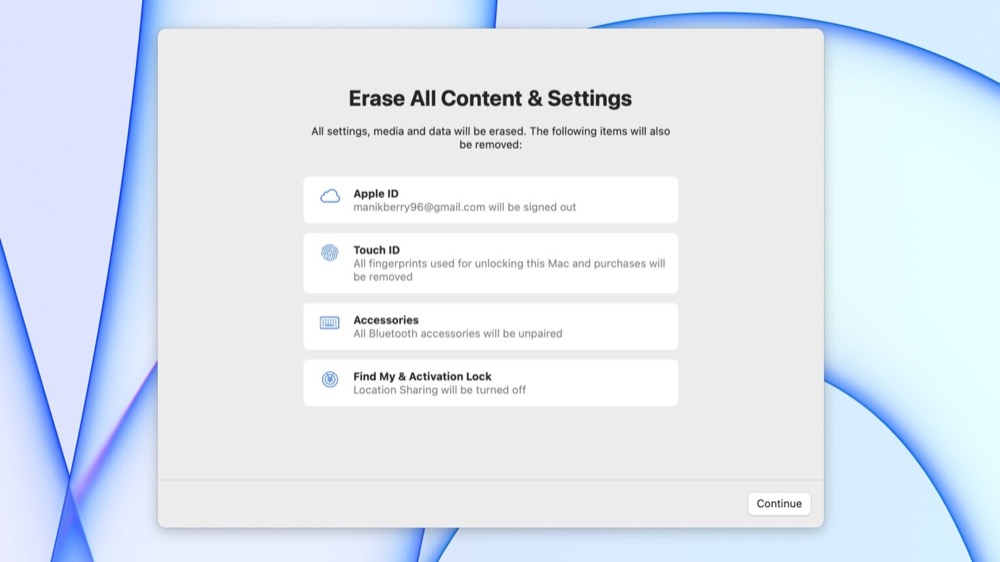 Erase All Content & Settings
All settings, media and data will be erased. The following items will also
be removed:
Apple ID
manikberry96@gmail.com will be signed out
Touch ID
All fingerprints used for unlocking this Mac and purchases will
be removed
Accessories
All Bluetooth accessories will be unpaired
Find My & Activation Lock
Location Sharing will be turned off
Continue